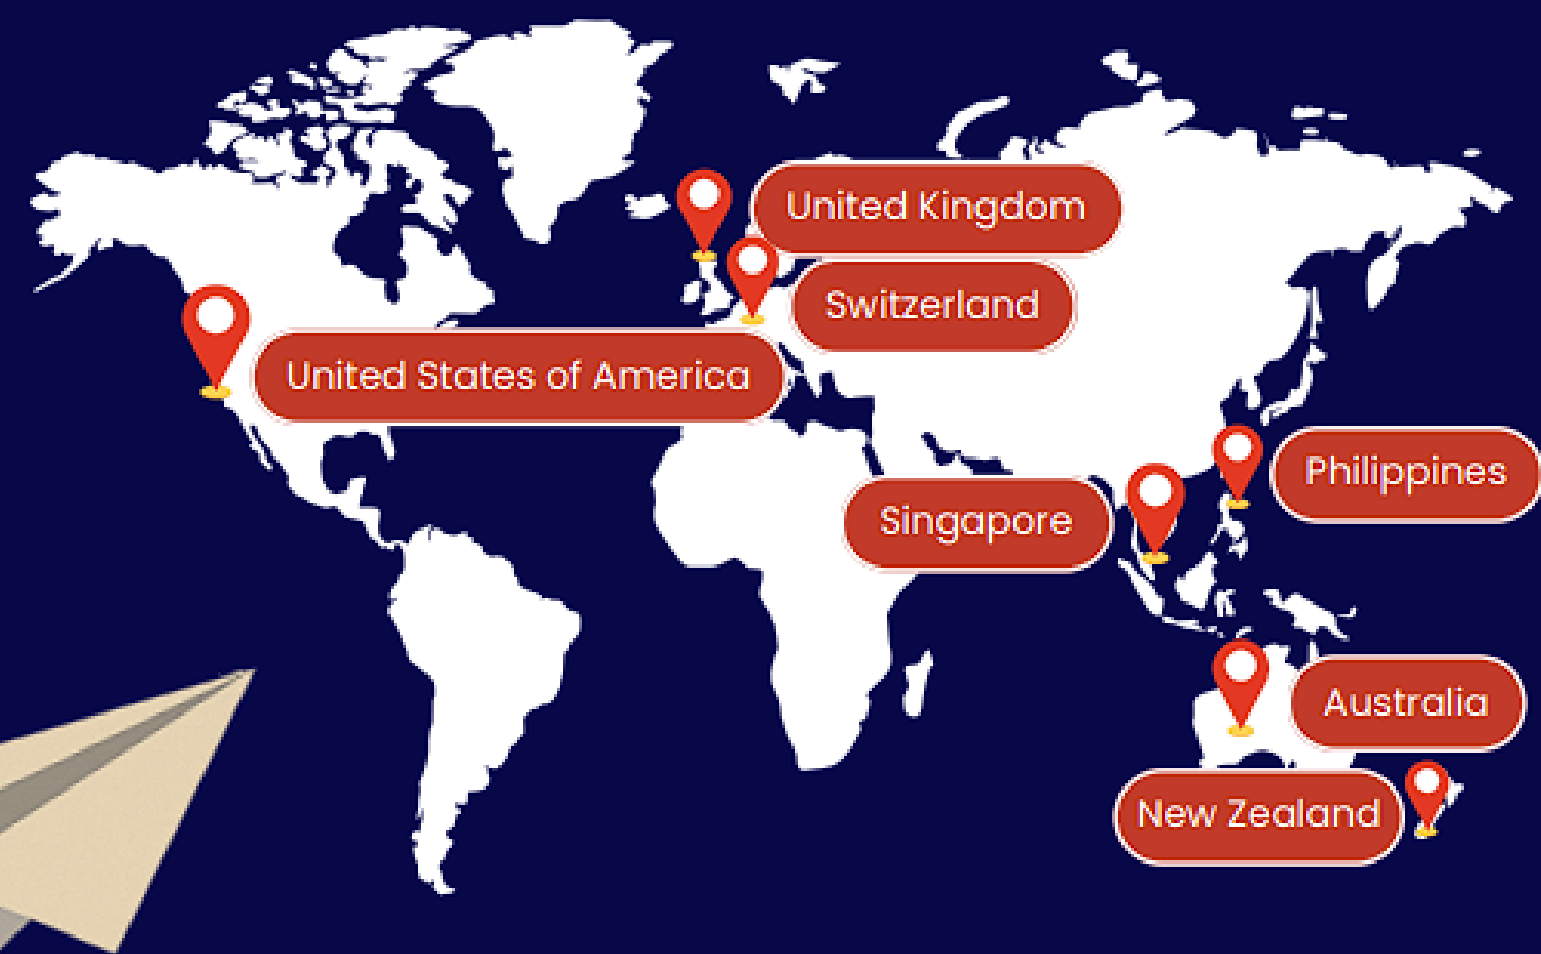 United Kingdom
Switzerland
United States of America
Philippines
Singapore
Australia
New Zealand